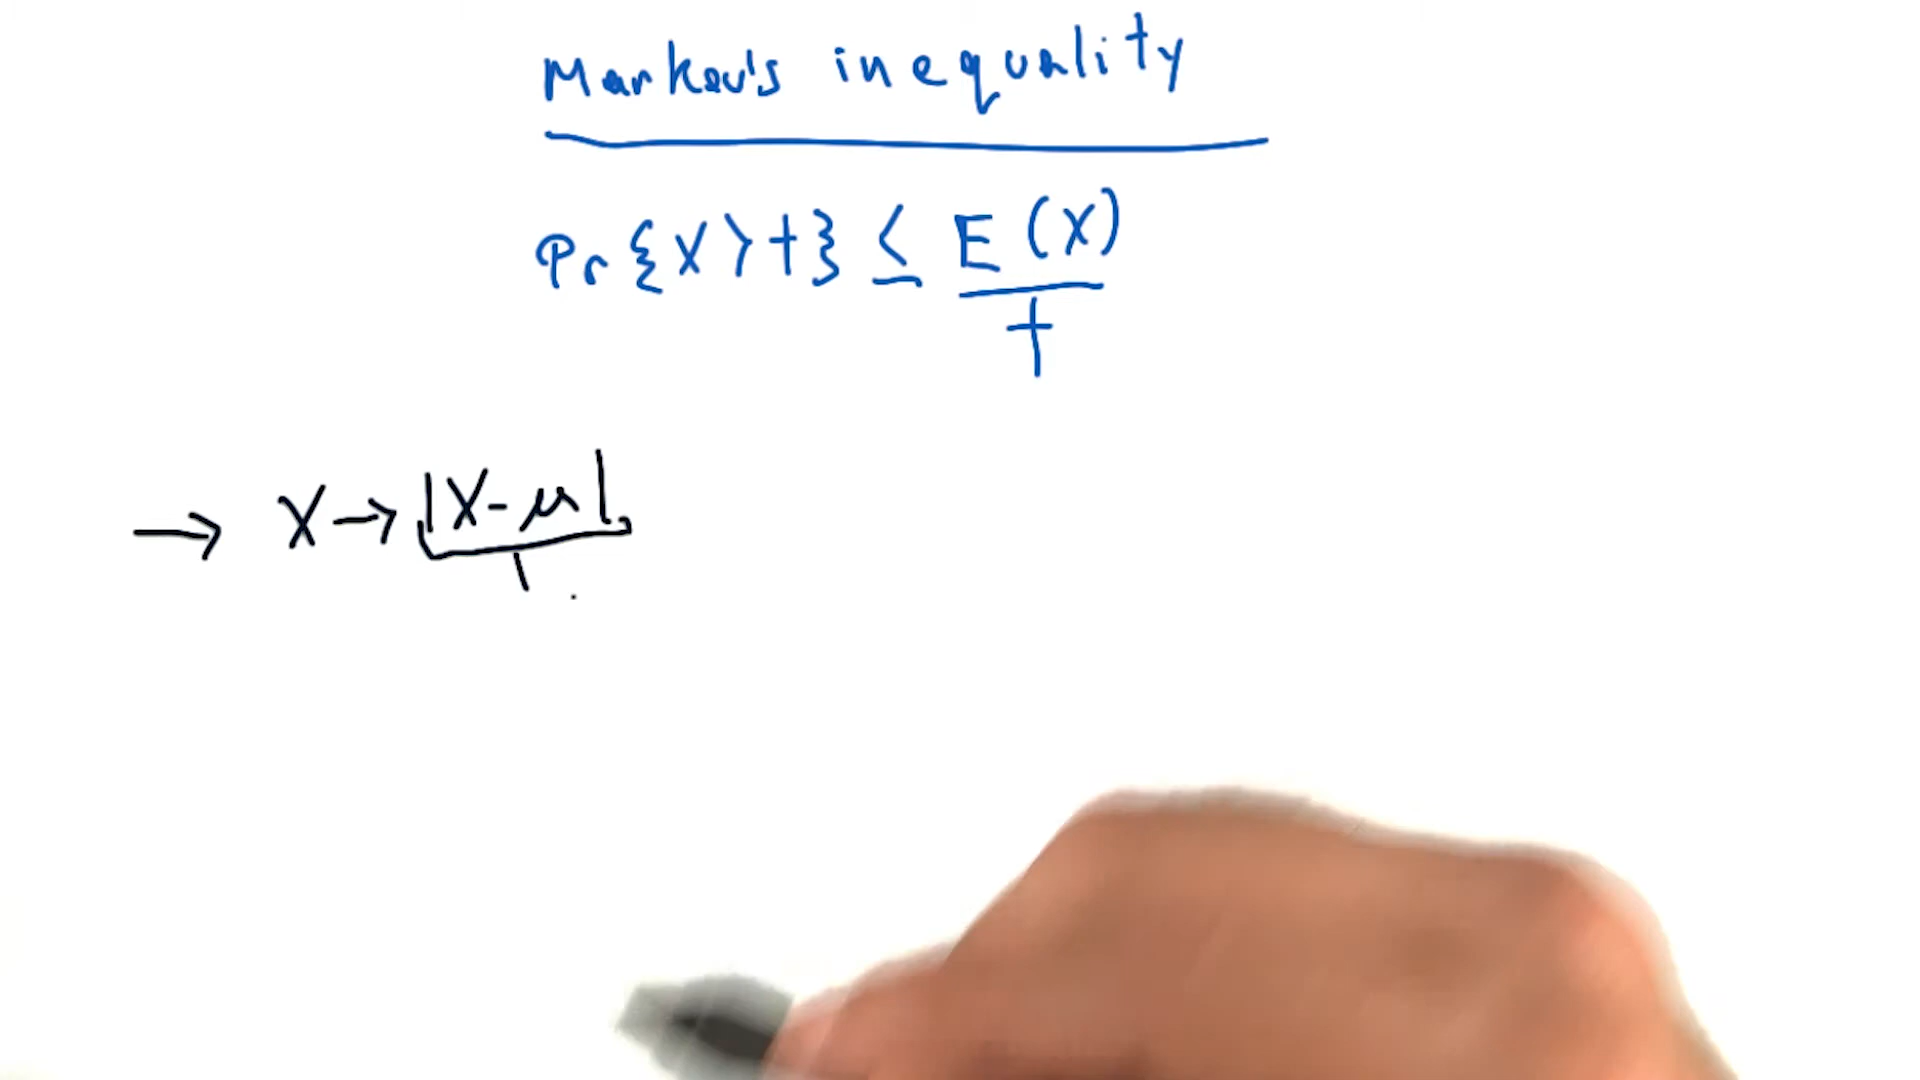 Markov's inequality
Pr{X>t} ≤ E(X)
t
→ X→|X-μ|